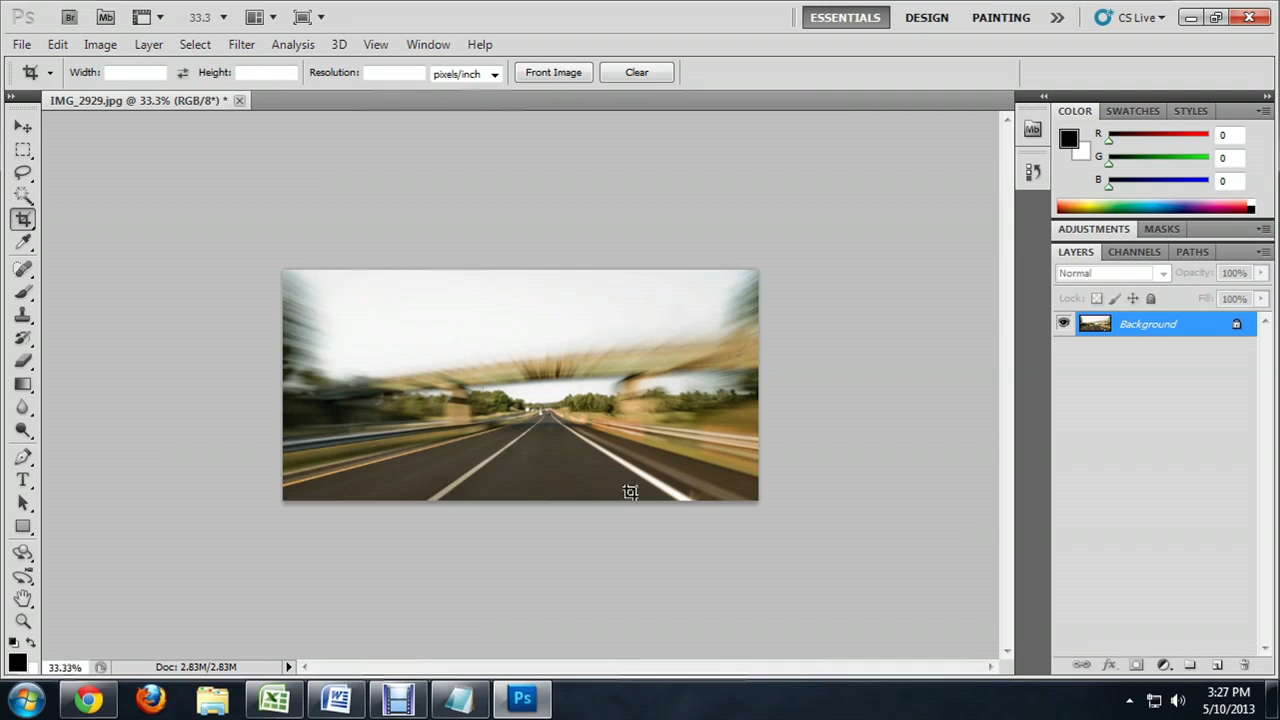 Ps Br Mb 33.3 ESSENTIALS DESIGN PAINTING CS Live
File Edit Image Layer Select Filter Analysis 3D View Window Help
Width: Height: Resolution: pixels/inch Front Image Clear
IMG_2929.jpg @ 33.3% (RGB/8*) *
COLOR SWATCHES STYLES
Mb
R 0
G 0
B 0
ADJUSTMENTS MASKS
LAYERS CHANNELS PATHS
Normal Opacity: 100%
Lock: Fill: 100%
Background
T
33.33% Doc: 2.83M/2.83M
fx
Ps
3:27 PM
5/10/2013